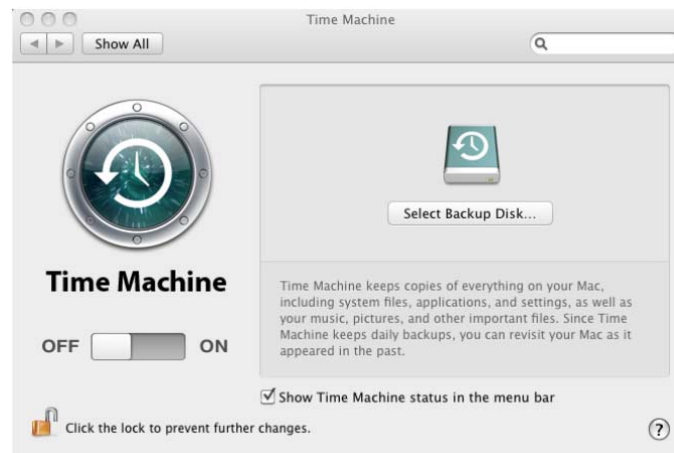 Time Machine
Show All
Select Backup Disk...
Time Machine
Time Machine keeps copies of everything on your Mac,
including system files, applications, and settings, as well as
your music, pictures, and other important files. Since Time
Machine keeps daily backups, you can revisit your Mac as it
appeared in the past.
OFF ON
Show Time Machine status in the menu bar
Click the lock to prevent further changes.
?